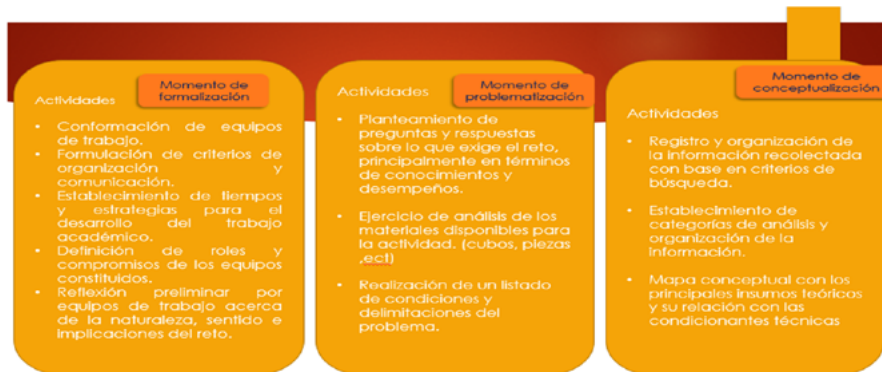 Momento de
formalización
Actividades
• Conformación de equipos
de trabajo.
• Formulación de criterios de
organización y
comunicación.
• Establecimiento de tiempos
y estrategias para el
desarrollo del trabajo
académico.
• Definición de roles y
compromisos de los equipos
constituidos.
• Reflexión preliminar por
equipos de trabajo acerca
de la naturaleza, sentido e
implicaciones del reto.
Momento de
problematización
Actividades
• Planteamiento de
preguntas y respuestas
sobre lo que exige el reto,
principalmente en términos
de conocimientos y
desempeños.
• Ejercicio de análisis de los
materiales disponibles para
la actividad. (cubos, piezas
,ect)
• Realización de un listado
de condiciones y
delimitaciones del
problema.
Momento de
conceptualización
Actividades
• Registro y organización de
la información recolectada
con base en criterios de
búsqueda.
• Establecimiento de
categorías de análisis y
organización de la
información.
• Mapa conceptual con los
principales insumos teóricos
y su relación con las
condicionantes técnicas